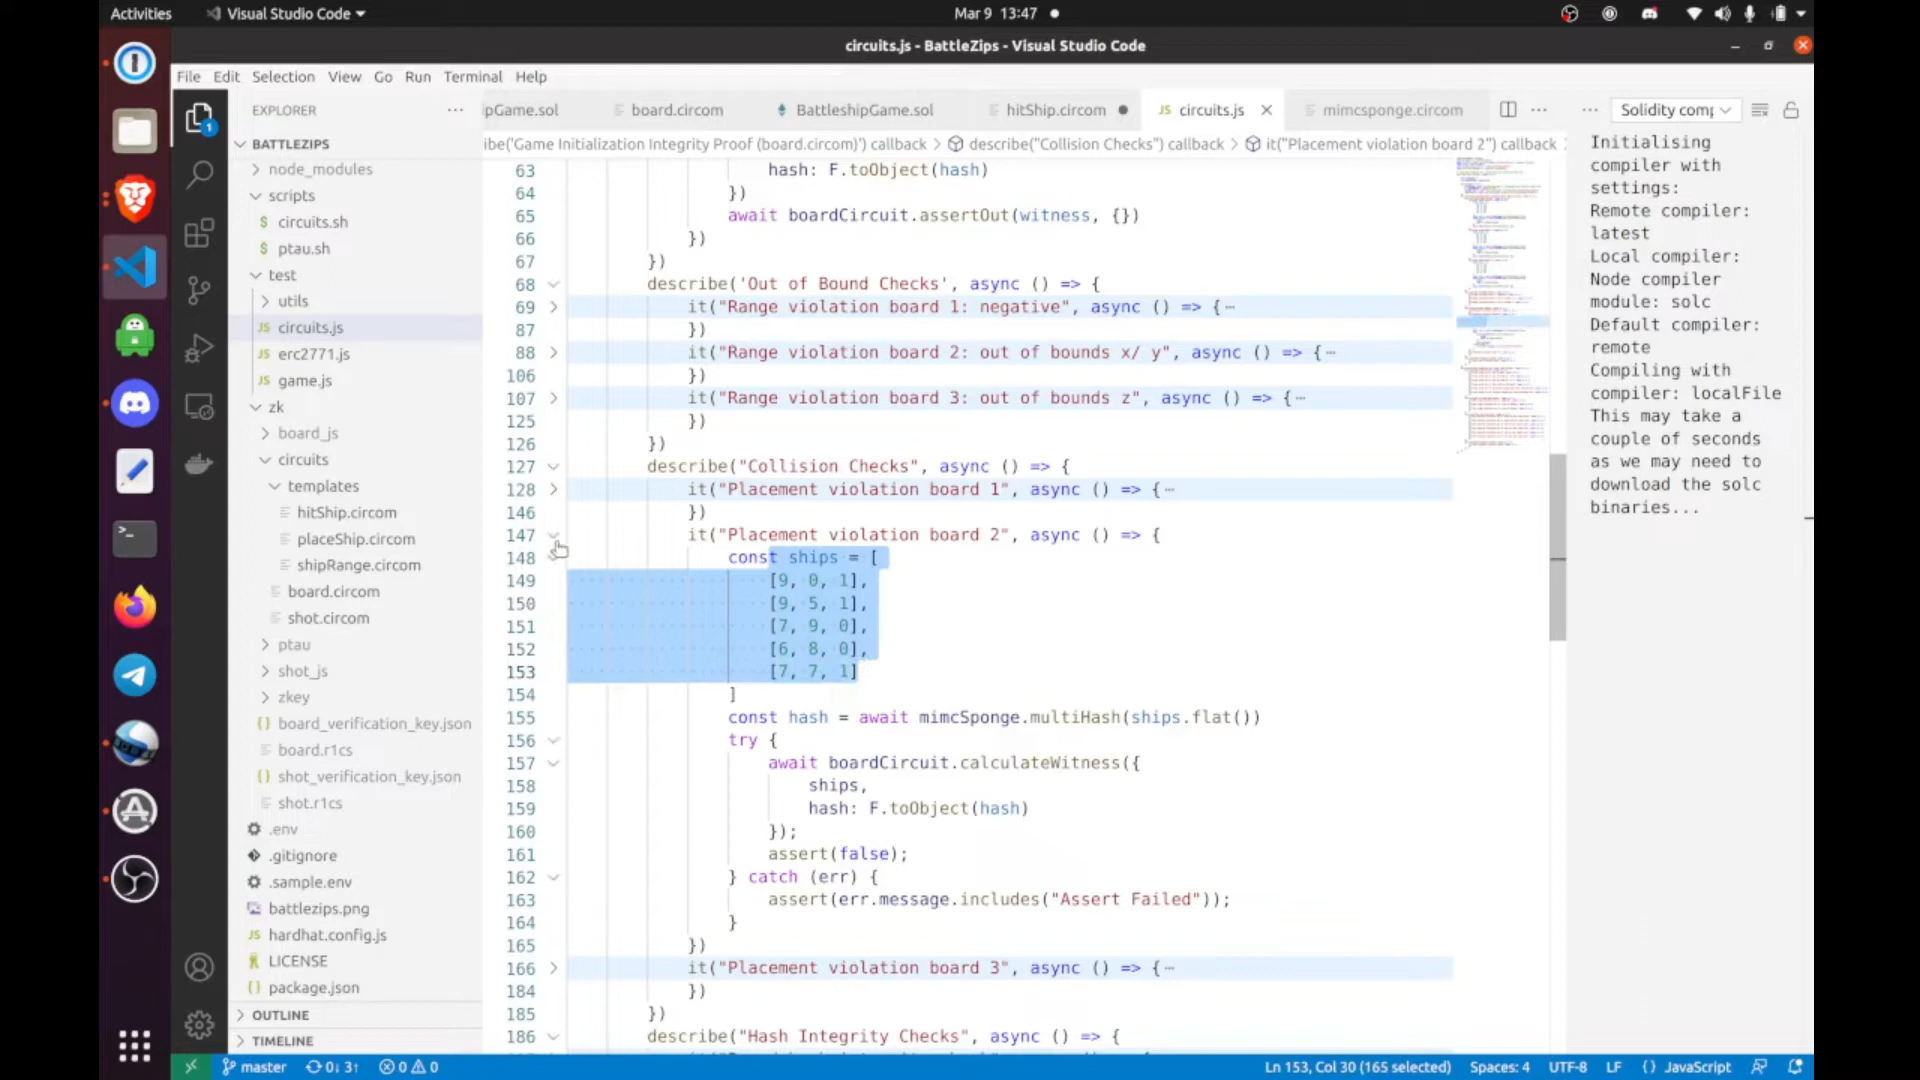 Activities
Visual Studio Code
Mar 9 13:47
circuits.js - BattleZips - Visual Studio Code
File Edit Selection View Go Run Terminal Help
EXPLORER
pGame.sol
board.circom
BattleshipGame.sol
hitShip.circom
circuits.js
mimcsponge.circom
Solidity comp
ibe('Game Initialization Integrity Proof (board.circom)') callback > describe("Collision Checks") callback > it("Placement violation board 2") callback
BATTLEZIPS
node_modules
scripts
$ circuits.sh
$ ptau.sh
test
utils
JS circuits.js
JS erc2771.js
JS game.js
zk
board_js
circuits
templates
hitShip.circom
placeShip.circom
shipRange.circom
board.circom
shot.circom
ptau
shot_js
zkey
{} board_verification_key.json
board.r1cs
{} shot_verification_key.json
shot.r1cs
.env
.gitignore
.sample.env
battlezips.png
JS hardhat.config.js
LICENSE
{} package.json
OUTLINE
TIMELINE
63 hash: F.toObject(hash)
64 })
65 await boardCircuit.assertOut(witness, {})
66 })
67 })
68 describe('Out of Bound Checks', async () => {
69 it("Range violation board 1: negative", async () => {⋯
87 })
88 it("Range violation board 2: out of bounds x/ y", async () => {⋯
106 })
107 it("Range violation board 3: out of bounds z", async () => {⋯
125 })
126 })
127 describe("Collision Checks", async () => {
128 it("Placement violation board 1", async () => {⋯
146 })
147 it("Placement violation board 2", async () => {
148 const ships = [
149 [9, 0, 1],
150 [9, 5, 1],
151 [7, 9, 0],
152 [6, 8, 0],
153 [7, 7, 1]
154 ]
155 const hash = await mimcSponge.multiHash(ships.flat())
156 try {
157 await boardCircuit.calculateWitness({
158 ships,
159 hash: F.toObject(hash)
160 });
161 assert(false);
162 } catch (err) {
163 assert(err.message.includes("Assert Failed"));
164 }
165 })
166 it("Placement violation board 3", async () => {⋯
184 })
185 })
186 describe("Hash Integrity Checks", async () => {
Initialising
compiler with
settings:
Remote compiler:
latest
Local compiler:
Node compiler
module: solc
Default compiler:
remote
Compiling with
compiler: localFile
This may take a
couple of seconds
as we may need to
download the solc
binaries...
master 0↓ 3↑ 0 0
Ln 153, Col 30 (165 selected) Spaces: 4 UTF-8 LF {} JavaScript